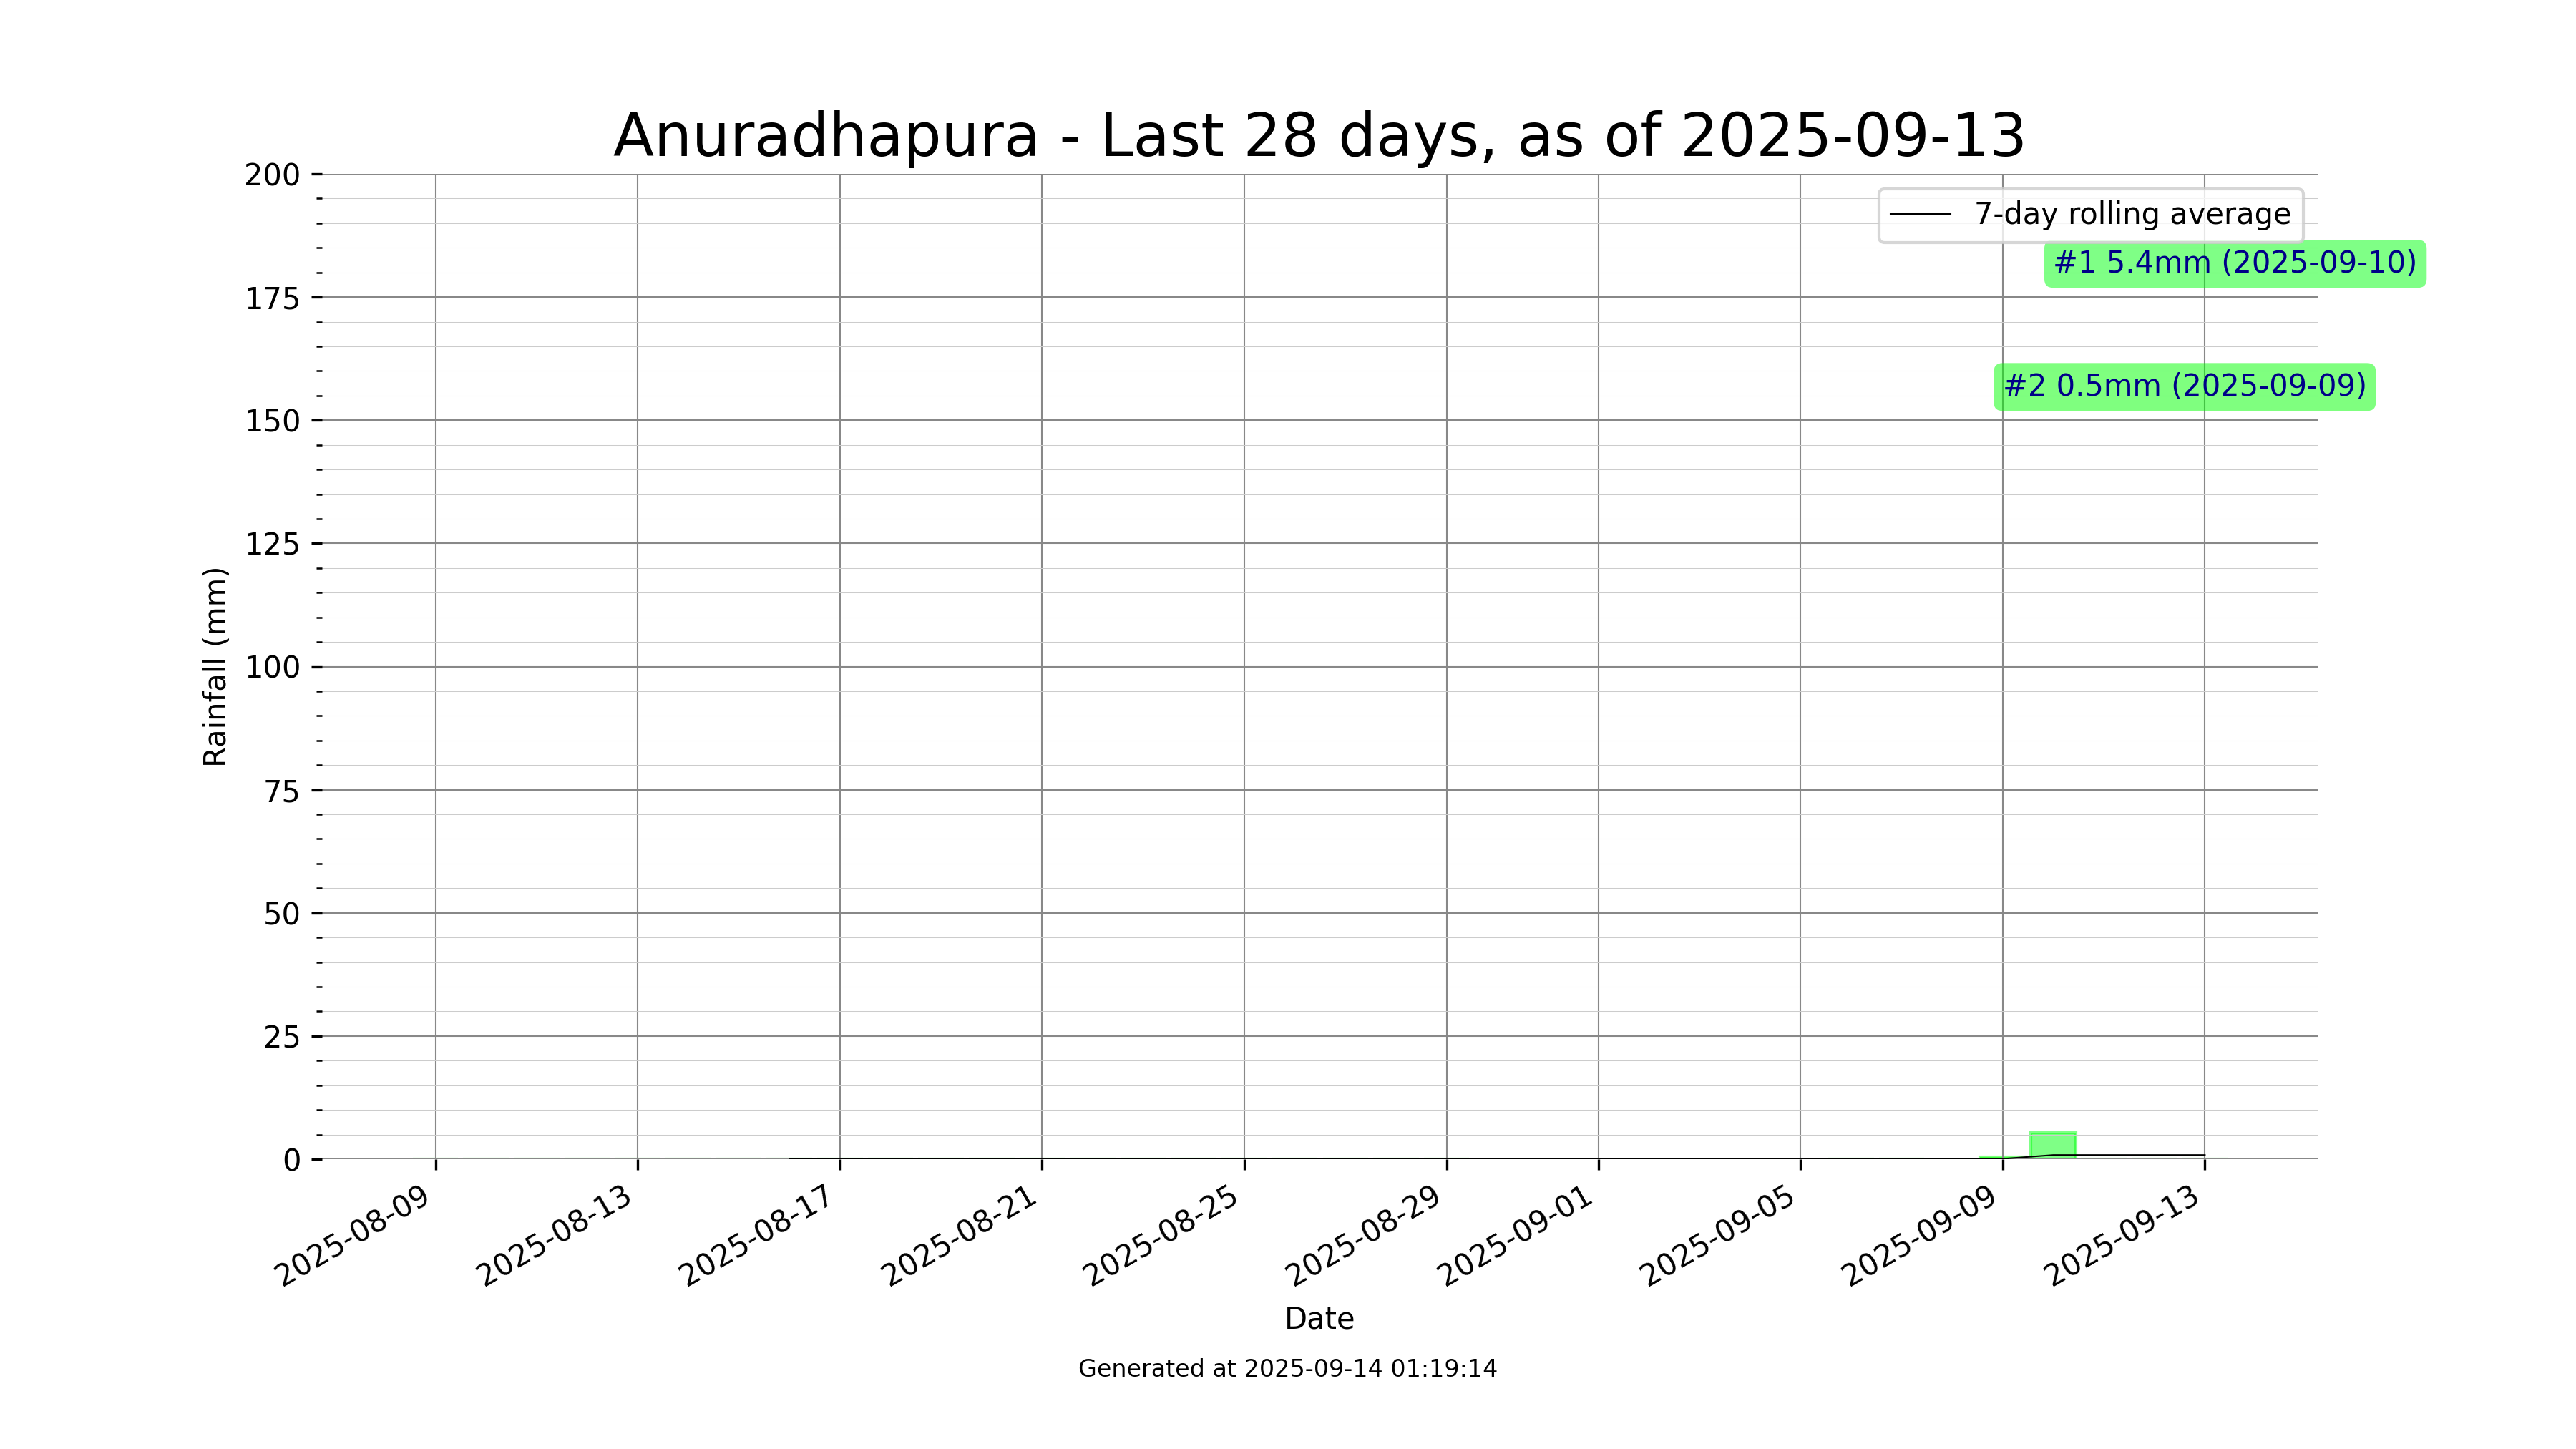 Anuradhapura - Last 28 days, as of 2025-09-13
200
175
150
125
100
75
50
25
0
Rainfall (mm)
7-day rolling average
#1 5.4mm (2025-09-10)
#2 0.5mm (2025-09-09)
2025-08-09
2025-08-13
2025-08-17
2025-08-21
2025-08-25
2025-08-29
2025-09-01
2025-09-05
2025-09-09
2025-09-13
Date
Generated at 2025-09-14 01:19:14